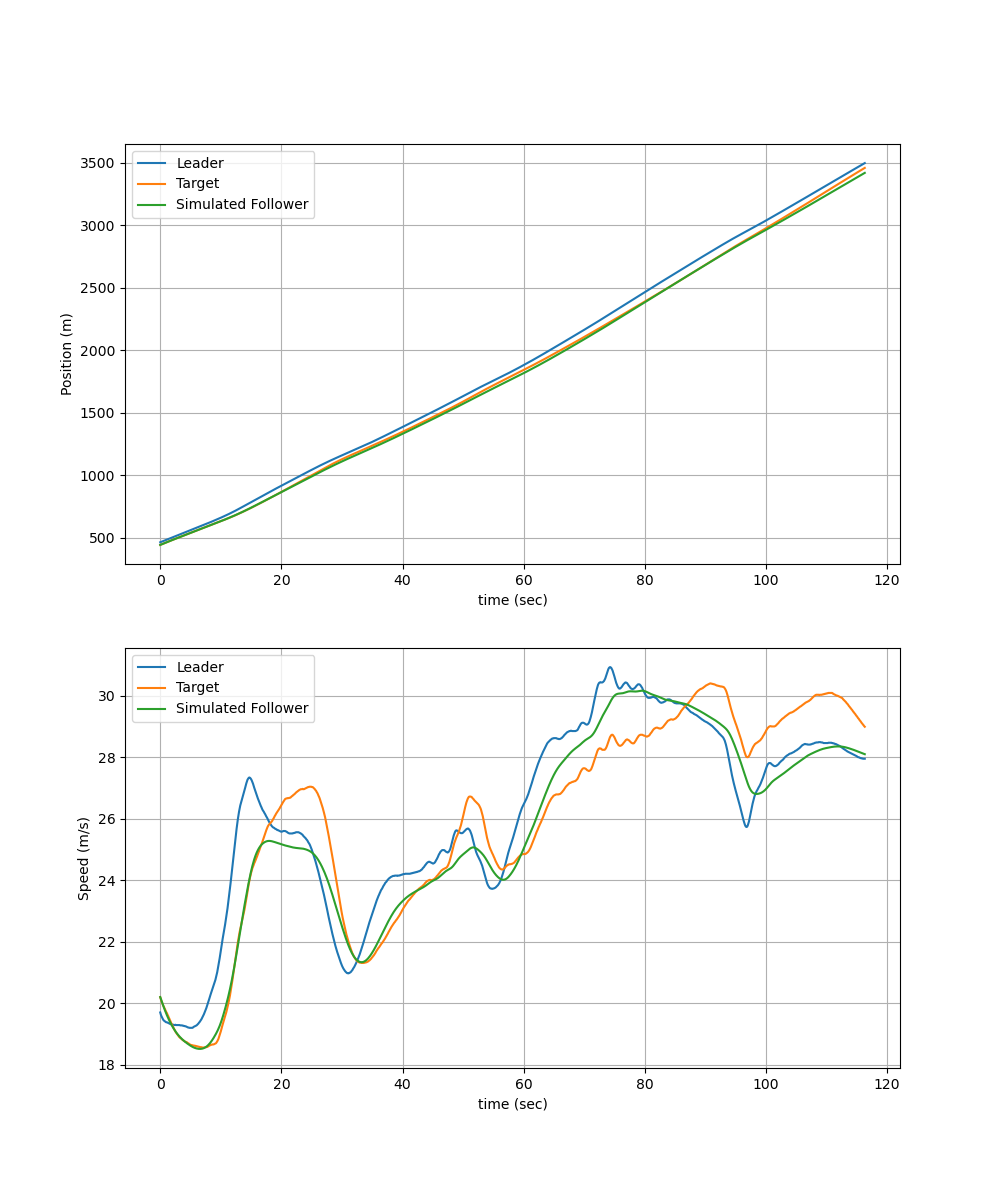 Leader
Target
Simulated Follower
3500
3000
2500
2000
1500
1000
500
Position (m)
0 20 40 60 80 100 120
time (sec)
Leader
Target
Simulated Follower
30
28
26
24
22
20
18
Speed (m/s)
0 20 40 60 80 100 120
time (sec)